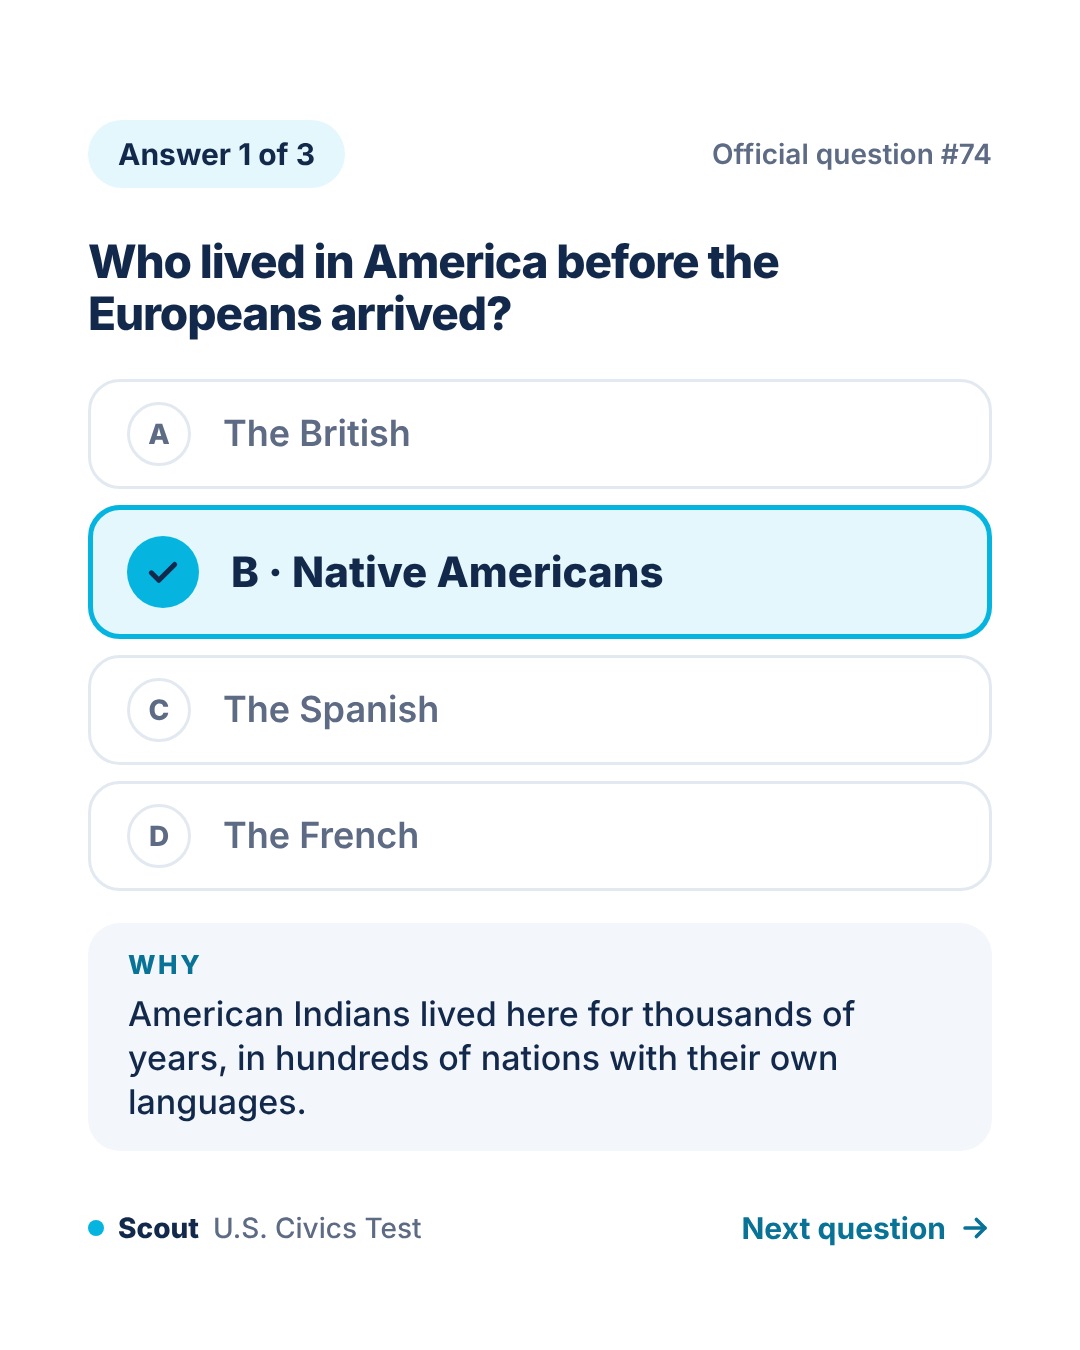 Answer 1 of 3
Official question #74
Who lived in America before the
Europeans arrived?
A The British
B · Native Americans
C The Spanish
D The French
WHY
American Indians lived here for thousands of
years, in hundreds of nations with their own
languages.
Scout U.S. Civics Test
Next question →